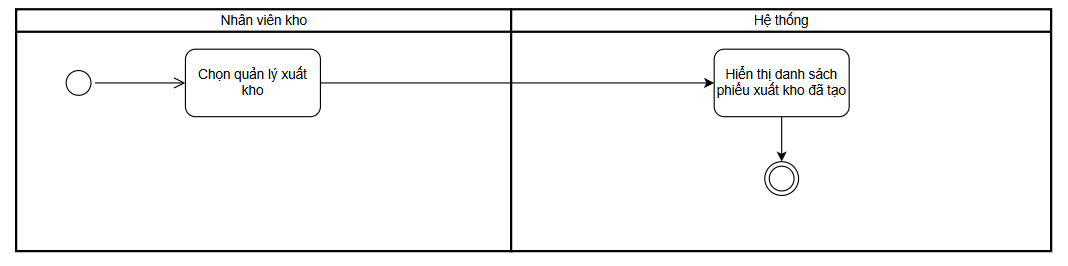 Nhân viên kho
Hệ thống
Chọn quản lý xuất
kho
Hiển thị danh sách
phiếu xuất kho đã tạo